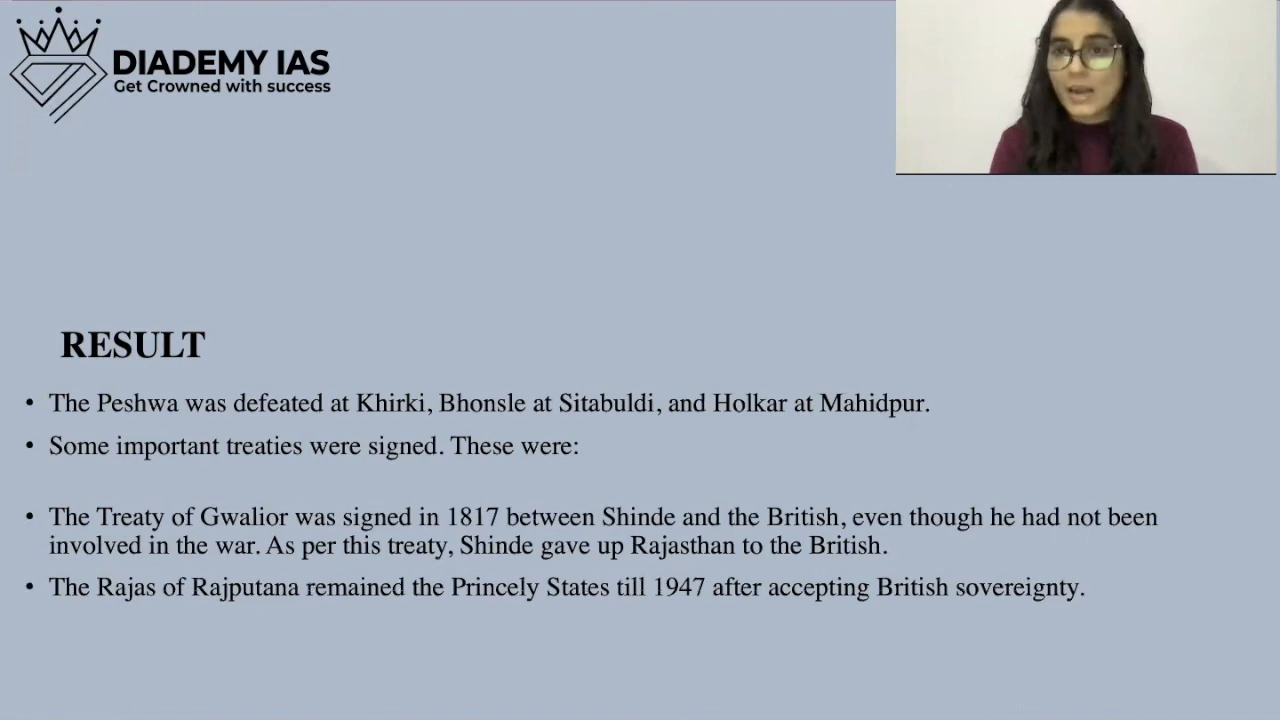 DIADEMY IAS
Get Crowned with success
RESULT
• The Peshwa was defeated at Khirki, Bhonsle at Sitabuldi, and Holkar at Mahidpur.
• Some important treaties were signed. These were:
• The Treaty of Gwalior was signed in 1817 between Shinde and the British, even though he had not been
involved in the war. As per this treaty, Shinde gave up Rajasthan to the British.
• The Rajas of Rajputana remained the Princely States till 1947 after accepting British sovereignty.